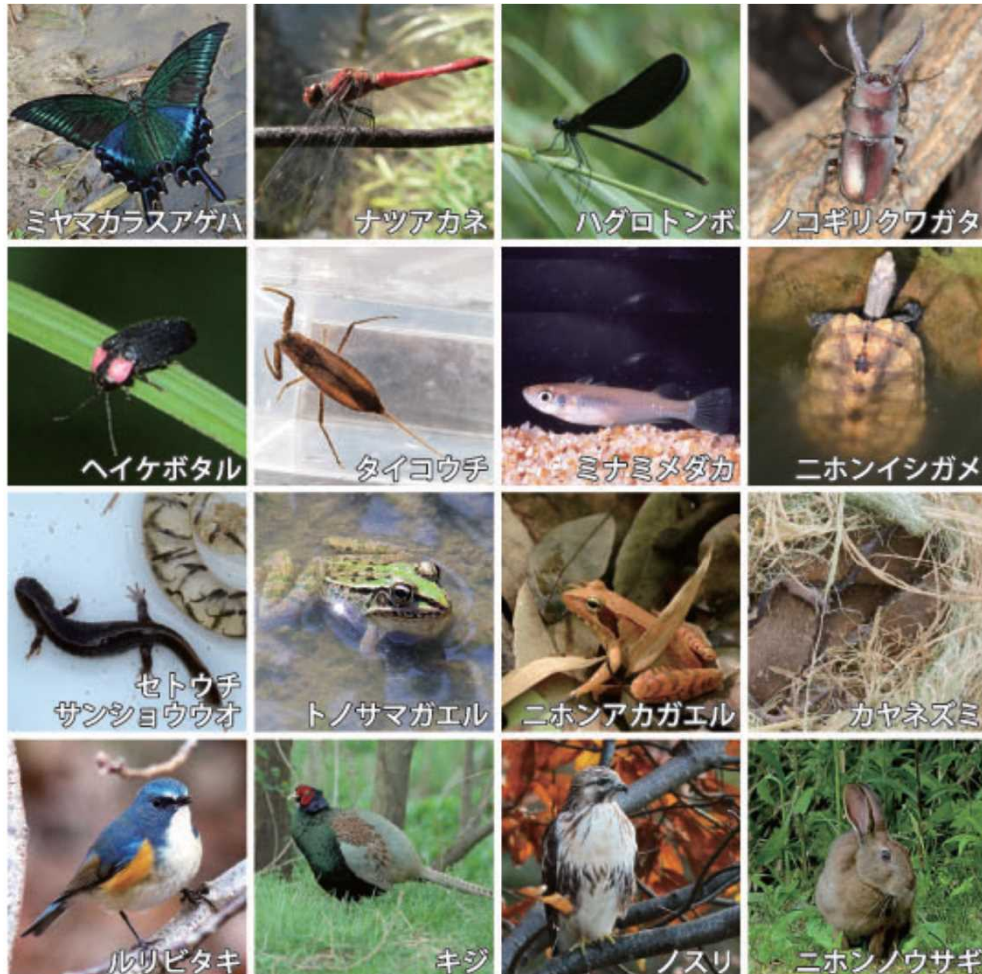 ミヤマカラスアゲハ
ナツアカネ
ハグロトンボ
ノコギリクワガタ
ヘイケボタル
タイコウチ
ミナミメダカ
ニホンイシガメ
セトウチ
サンショウウオ
トノサマガエル
ニホンアカガエル
カヤネズミ
ルリビタキ
キジ
ノスリ
ニホンノウサギ